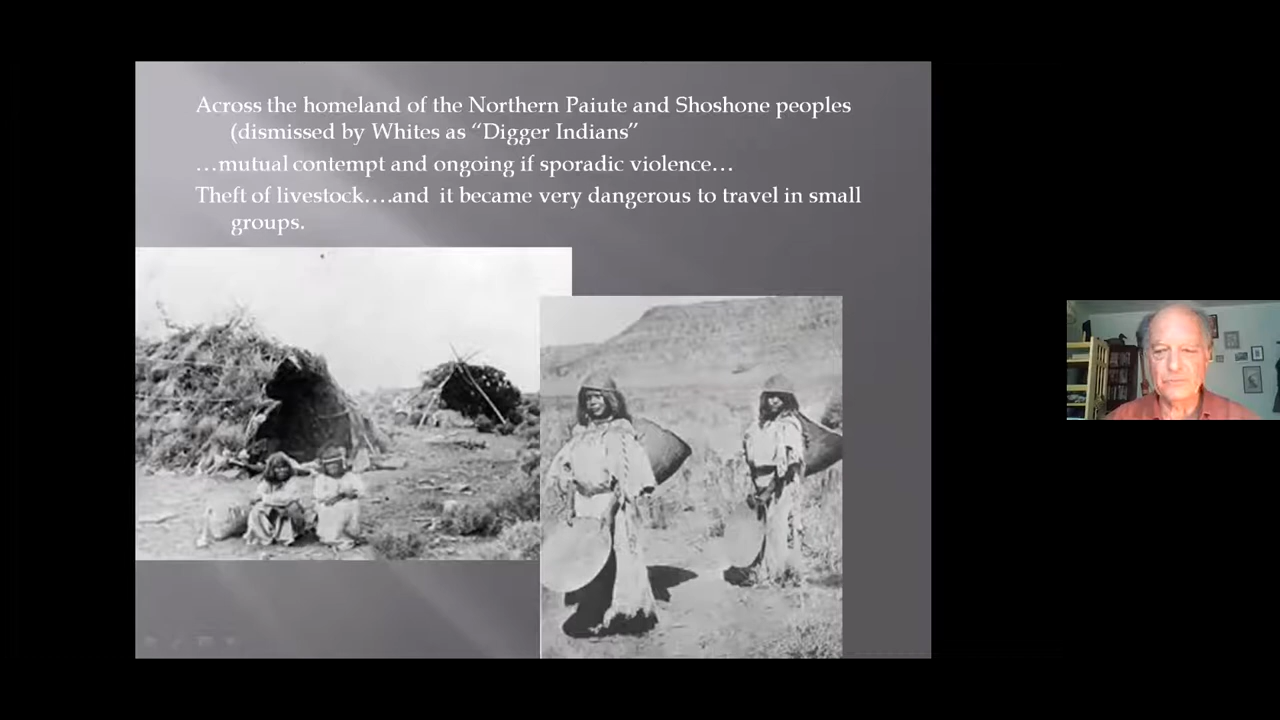 Across the homeland of the Northern Paiute and Shoshone peoples
(dismissed by Whites as “Digger Indians”
…mutual contempt and ongoing if sporadic violence…
Theft of livestock….and it became very dangerous to travel in small
groups.